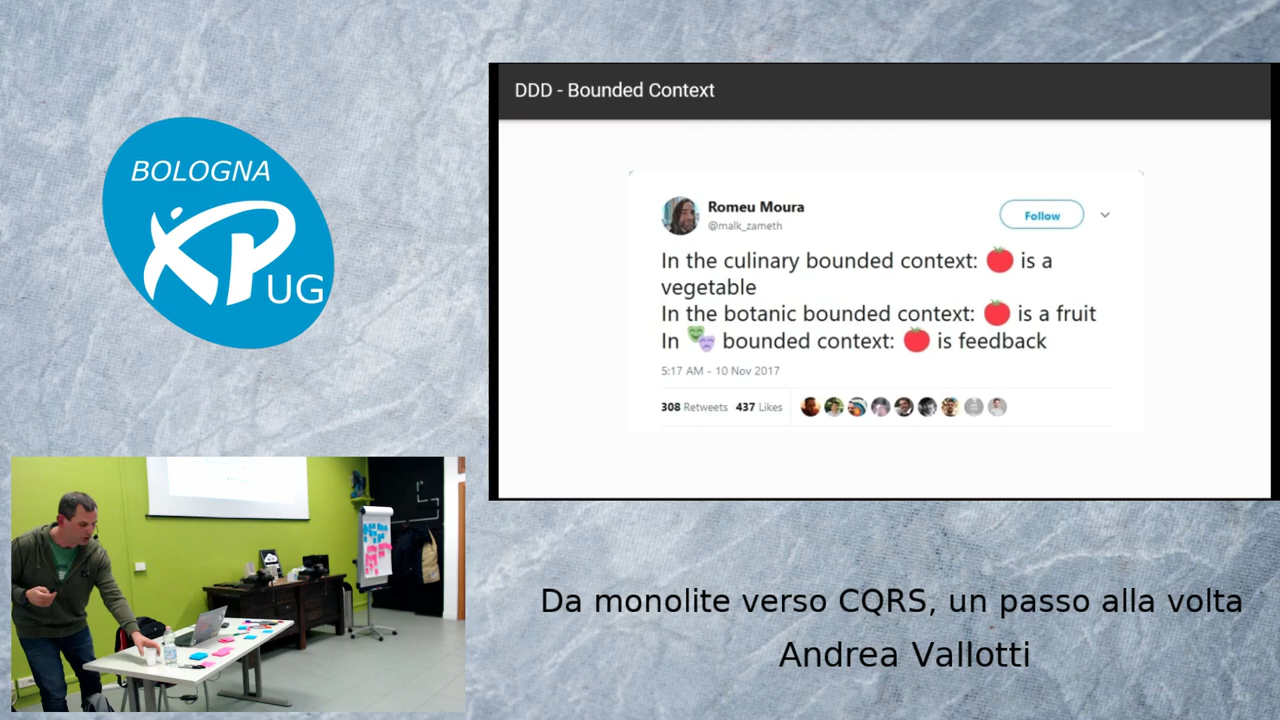 BOLOGNA
XP
UG
DDD - Bounded Context
Romeu Moura
@malk_zameth
Follow
In the culinary bounded context: 🍅 is a
vegetable
In the botanic bounded context: 🍅 is a fruit
In 🎭 bounded context: 🍅 is feedback
5:17 AM - 10 Nov 2017
308 Retweets 437 Likes
Da monolite verso CQRS, un passo alla volta
Andrea Vallotti